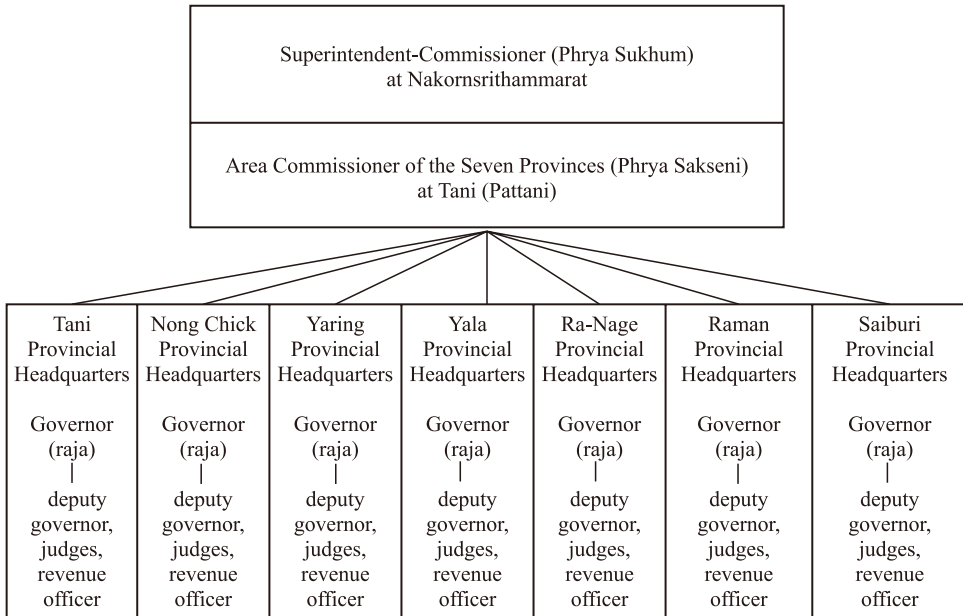 Superintendent-Commissioner (Phrya Sukhum)
at Nakornsrithammarat
Area Commissioner of the Seven Provinces (Phrya Sakseni)
at Tani (Pattani)
Tani
Provincial
Headquarters
Governor
(raja)
deputy
governor,
judges,
revenue
officer
Nong Chick
Provincial
Headquarters
Governor
(raja)
deputy
governor,
judges,
revenue
officer
Yaring
Provincial
Headquarters
Governor
(raja)
deputy
governor,
judges,
revenue
officer
Yala
Provincial
Headquarters
Governor
(raja)
deputy
governor,
judges,
revenue
officer
Ra-Nage
Provincial
Headquarters
Governor
(raja)
deputy
governor,
judges,
revenue
officer
Raman
Provincial
Headquarters
Governor
(raja)
deputy
governor,
judges,
revenue
officer
Saiburi
Provincial
Headquarters
Governor
(raja)
deputy
governor,
judges,
revenue
officer